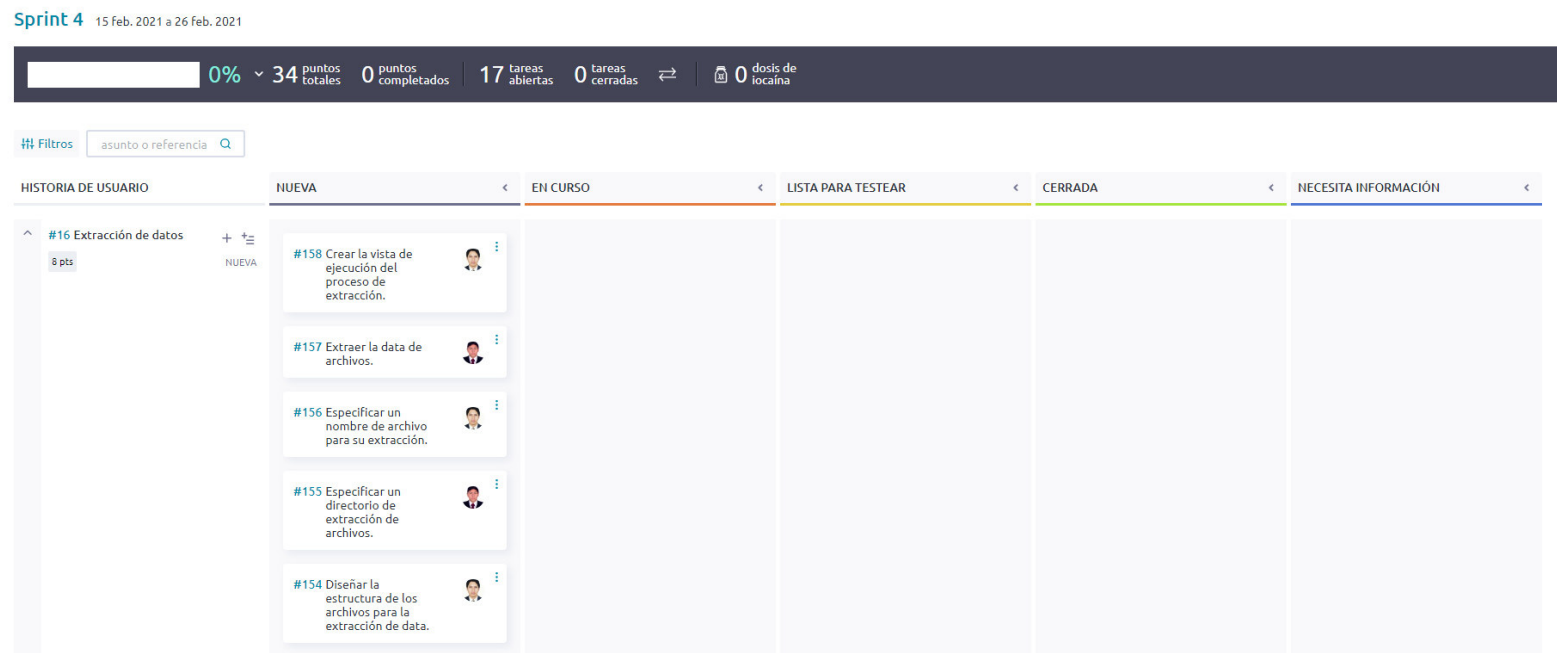 Sprint 4 15 feb. 2021 a 26 feb. 2021
0% 34 puntos totales 0 puntos completados 17 tareas abiertas 0 tareas cerradas 0 dosis de iocaína
Filtros asunto o referencia
HISTORIA DE USUARIO NUEVA EN CURSO LISTA PARA TESTEAR CERRADA NECESITA INFORMACIÓN
#16 Extracción de datos
8 pts NUEVA
#158 Crear la vista de
ejecución del
proceso de
extracción.
#157 Extraer la data de
archivos.
#156 Especificar un
nombre de archivo
para su extracción.
#155 Especificar un
directorio de
extracción de
archivos.
#154 Diseñar la
estructura de los
archivos para la
extracción de data.